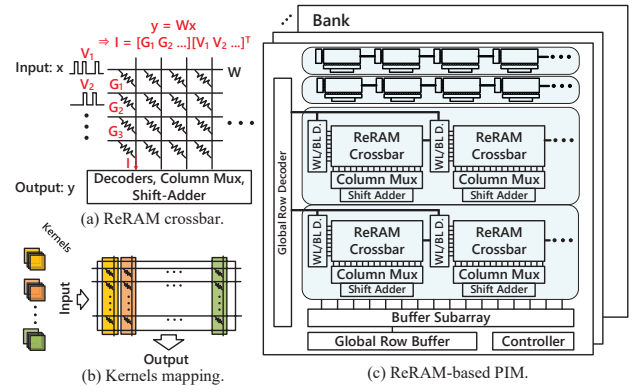 y = Wx
⇒ I = [G₁ G₂ ...][V₁ V₂ ...]ᵀ
V₁
Input: x
W
V₂
G₁
G₂
G₃
I
Output: y
Decoders, Column Mux,
Shift-Adder
(a) ReRAM crossbar.
Kernels
Input
Output
(b) Kernels mapping.
Bank
Global Row Decoder
WL/BL D.
ReRAM
Crossbar
Column Mux
Shift Adder
WL/BL D.
ReRAM
Crossbar
Column Mux
Shift Adder
WL/BL D.
ReRAM
Crossbar
Column Mux
Shift Adder
WL/BL D.
ReRAM
Crossbar
Column Mux
Shift Adder
Buffer Subarray
Global Row Buffer
Controller
(c) ReRAM-based PIM.